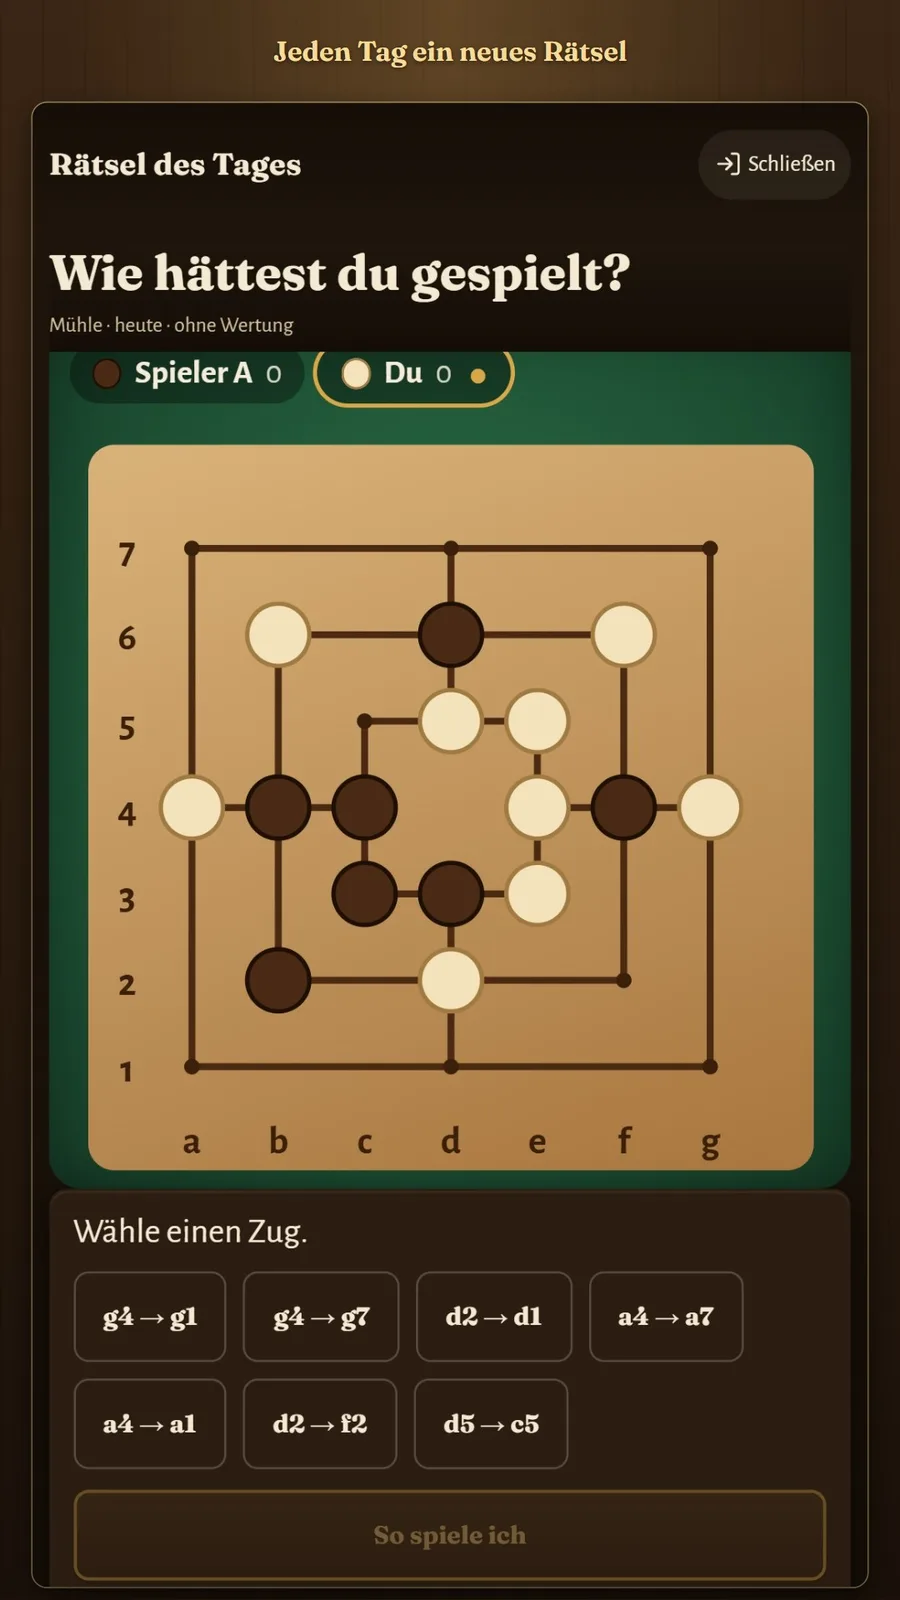 Jeden Tag ein neues Rätsel
Rätsel des Tages
Schließen
Wie hättest du gespielt?
Mühle · heute · ohne Wertung
Spieler A 0
Du 0
7
6
5
4
3
2
1
a b c d e f g
Wähle einen Zug.
g4 → g1
g4 → g7
d2 → d1
a4 → a7
a4 → a1
d2 → f2
d5 → c5
So spiele ich